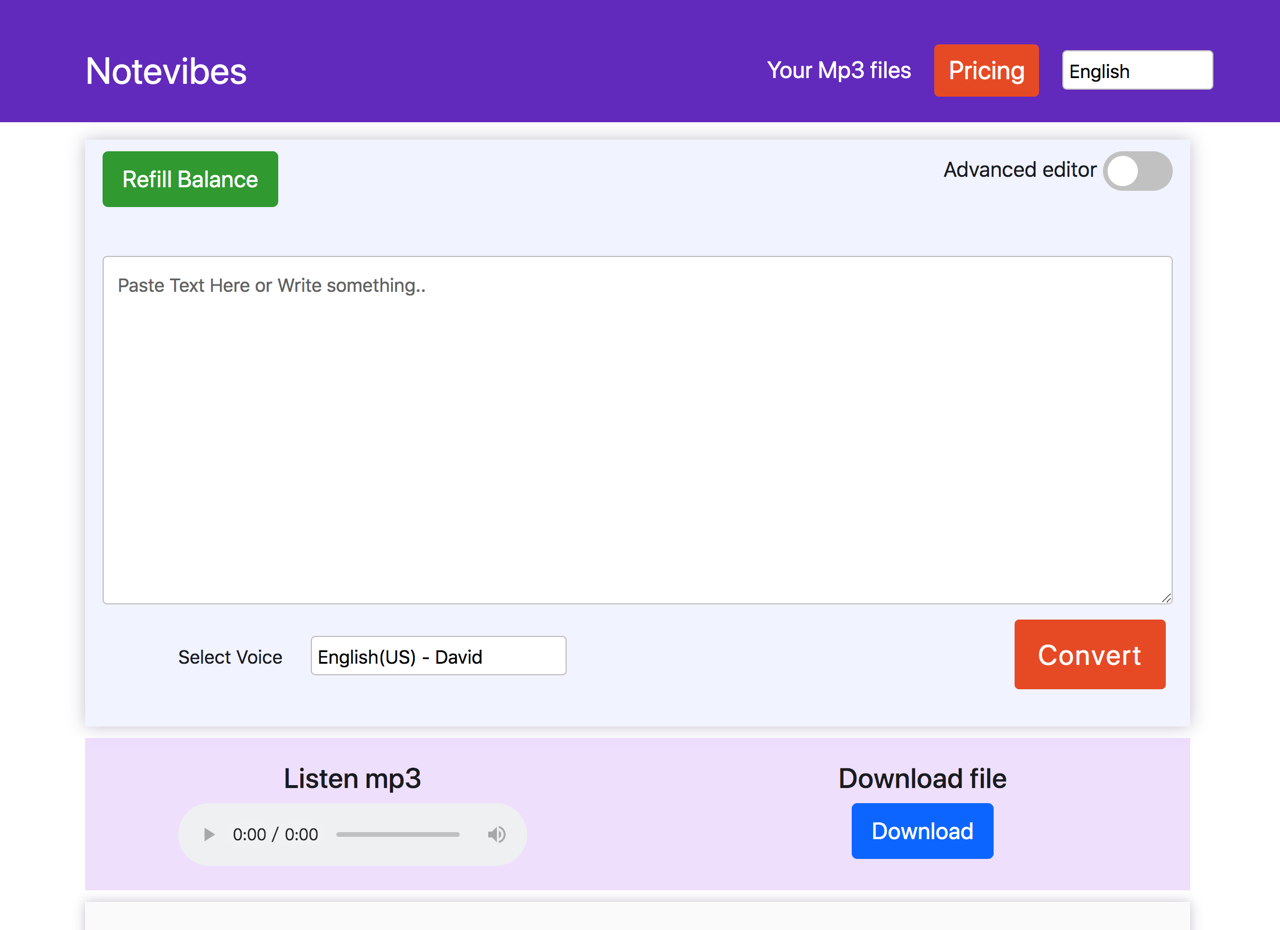 Notevibes
Your Mp3 files
Pricing
English
Refill Balance
Advanced editor
Paste Text Here or Write something..
Select Voice
English(US) - David
Convert
Listen mp3
Download file
0:00 / 0:00
Download